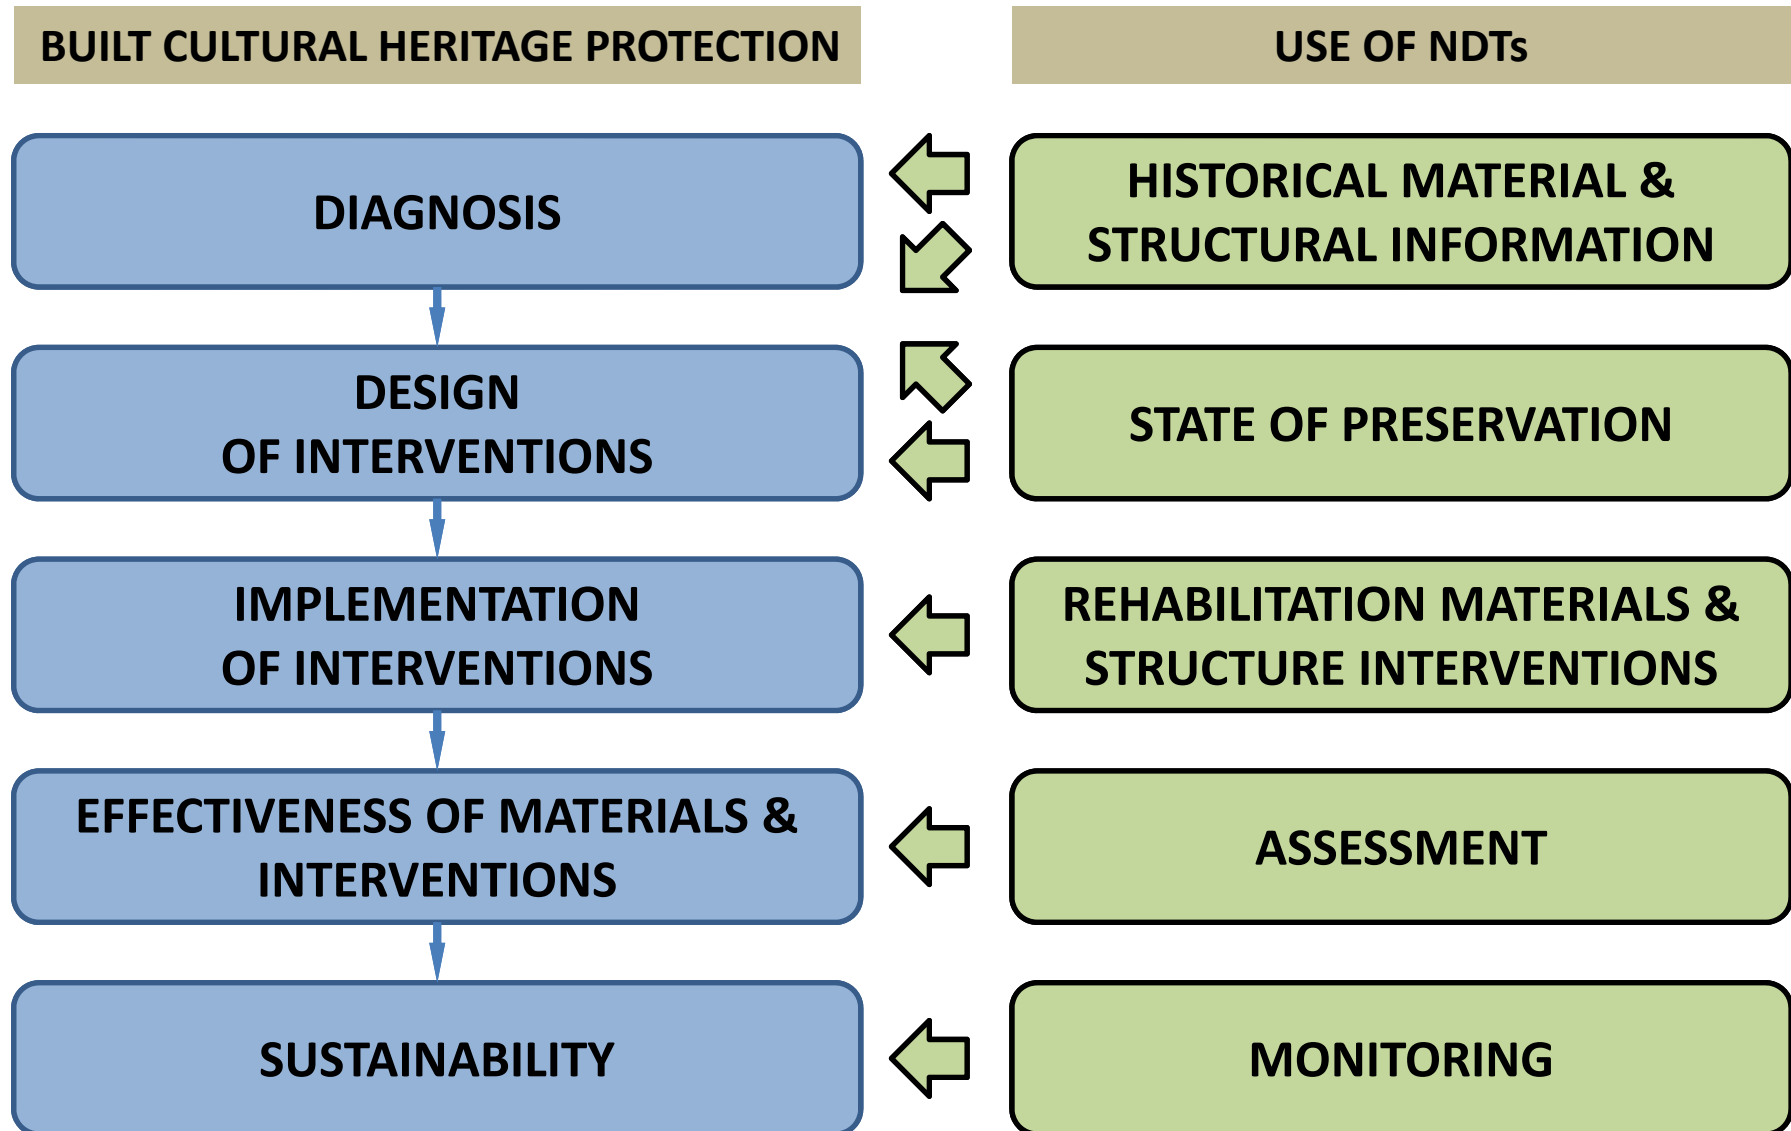 BUILT CULTURAL HERITAGE PROTECTION
USE OF NDTs
DIAGNOSIS
HISTORICAL MATERIAL &
STRUCTURAL INFORMATION
DESIGN
OF INTERVENTIONS
STATE OF PRESERVATION
IMPLEMENTATION
OF INTERVENTIONS
REHABILITATION MATERIALS &
STRUCTURE INTERVENTIONS
EFFECTIVENESS OF MATERIALS &
INTERVENTIONS
ASSESSMENT
SUSTAINABILITY
MONITORING